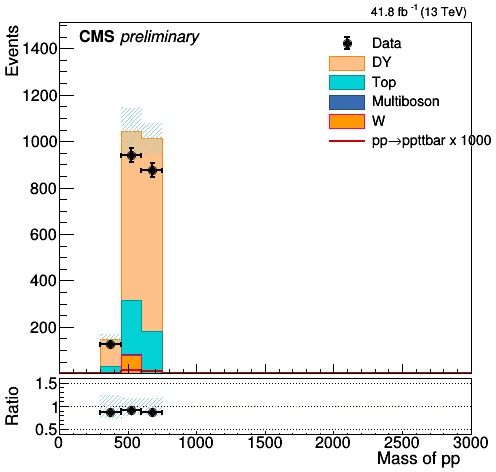 41.8 fb⁻¹ (13 TeV)
CMS preliminary
Events
1400
1200
1000
800
600
400
200
Data
DY
Top
Multiboson
W
pp→ppttbar x 1000
Ratio
1.5
1
0.5
0 500 1000 1500 2000 2500 3000
Mass of pp